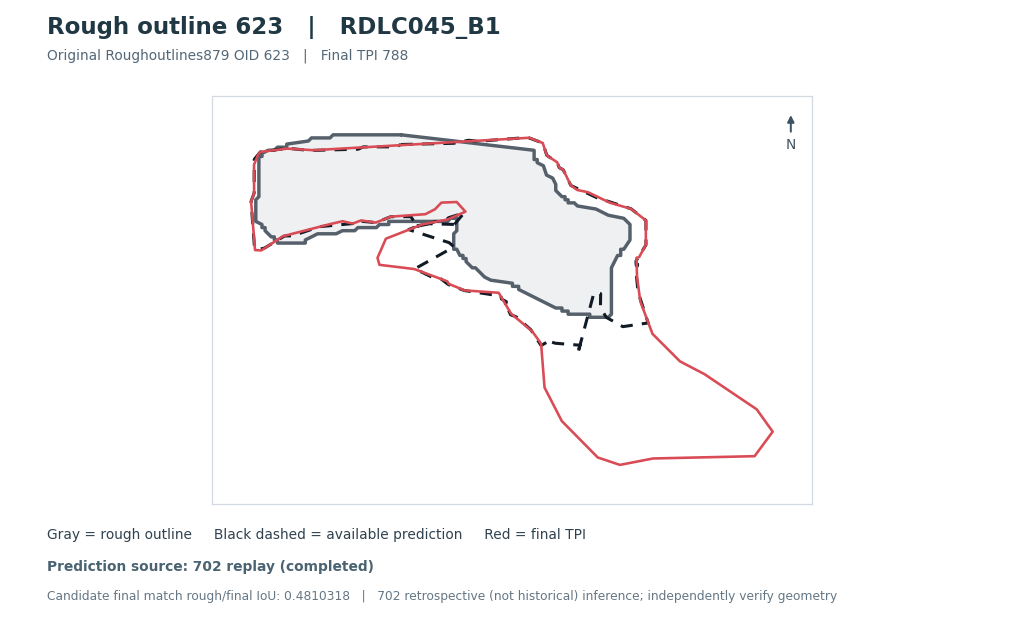 Rough outline 623   |   RDLC045_B1
Original Roughoutlines879 OID 623   |   Final TPI 788
N
Gray = rough outline     Black dashed = available prediction     Red = final TPI
Prediction source: 702 replay (completed)
Candidate final match rough/final IoU: 0.4810318   |   702 retrospective (not historical) inference; independently verify geometry